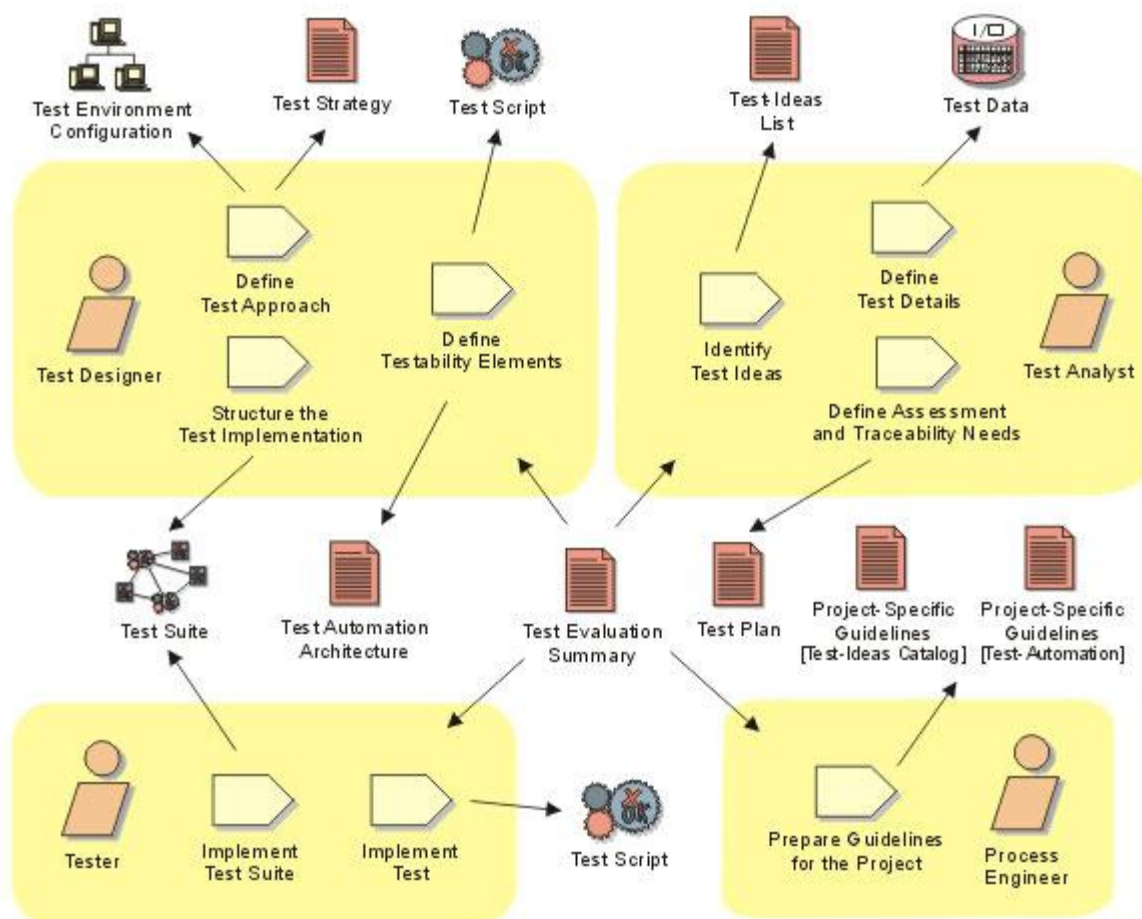 Test Environment
Configuration
Test Strategy
Test Script
Test-Ideas
List
I/O
Test Data
X
OK
Define
Test Approach
Define
Testability Elements
Test Designer
Structure the
Test Implementation
Identify
Test Ideas
Define
Test Details
Test Analyst
Define Assessment
and Traceability Needs
Test Suite
Test Automation
Architecture
Test Evaluation
Summary
Test Plan
Project-Specific
Guidelines
[Test-Ideas Catalog]
Project-Specific
Guidelines
[Test-Automation]
Tester
Implement
Test Suite
Implement
Test
X
OK
Test Script
Prepare Guidelines
for the Project
Process
Engineer